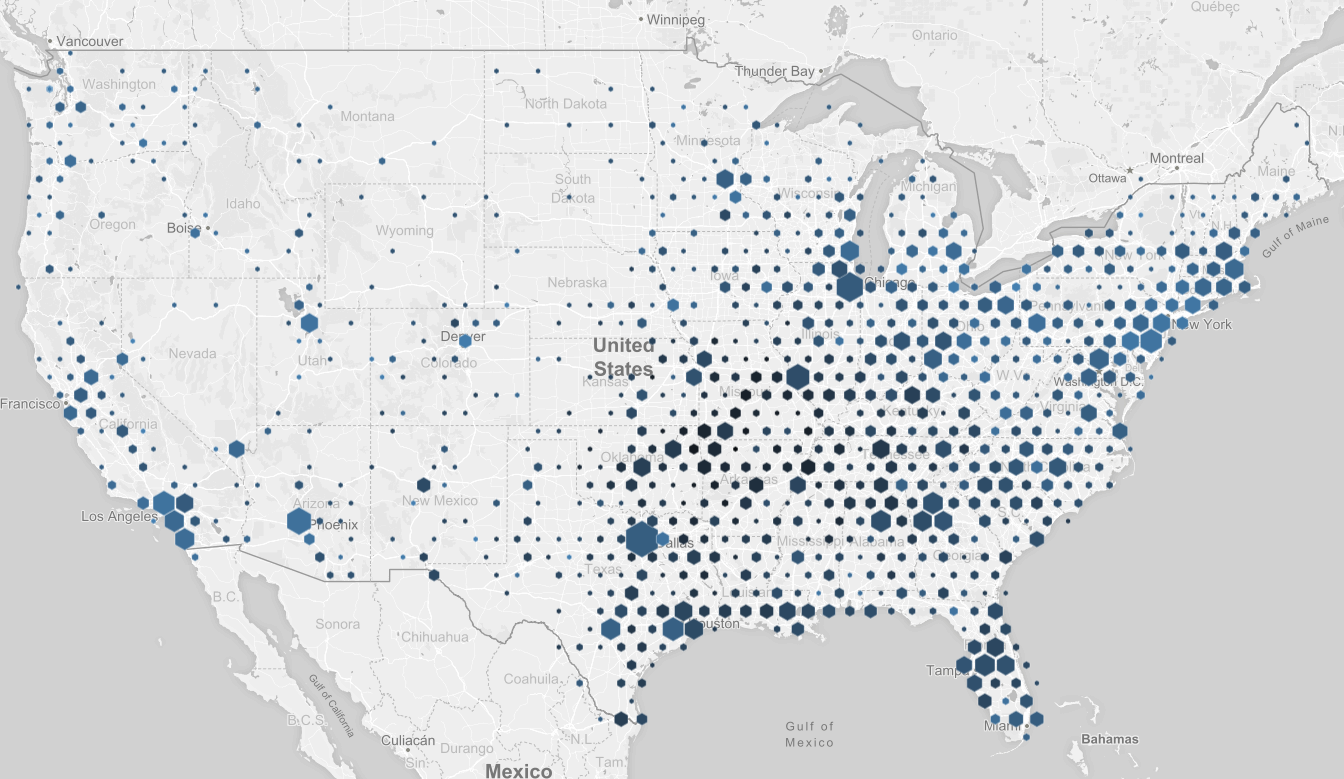 Winnipeg
Québec
Vancouver
Ontario
Thunder Bay
Washington
North Dakota
Montana
Minnesota
Montreal
Ottawa
Maine
South
Dakota
Wisconsin
Michigan
Idaho
Oregon
Boise
Wyoming
N.H.
Gulf of Maine
New York
Iowa
Nebraska
Chicago
Pennsylvania
New York
Illinois
Ohio
Denver
United
States
Nevada
Utah
Colorado
Kansas
Missouri
W.V.
Washington D.C.
Francisco
California
Kentucky
Virginia
Oklahoma
Tennessee
Arkansas
Los Angeles
Arizona
New Mexico
Phoenix
S.C.
Dallas
Mississippi
Alabama
Georgia
Texas
Louisiana
B.C.
Sonora
Chihuahua
Houston
Tampa
Coahuila
Gulf of California
B.C.S.
Miami
Gulf of
Mexico
Bahamas
Culiacán
Durango
N.L.
Sin.
Tam.
Mexico